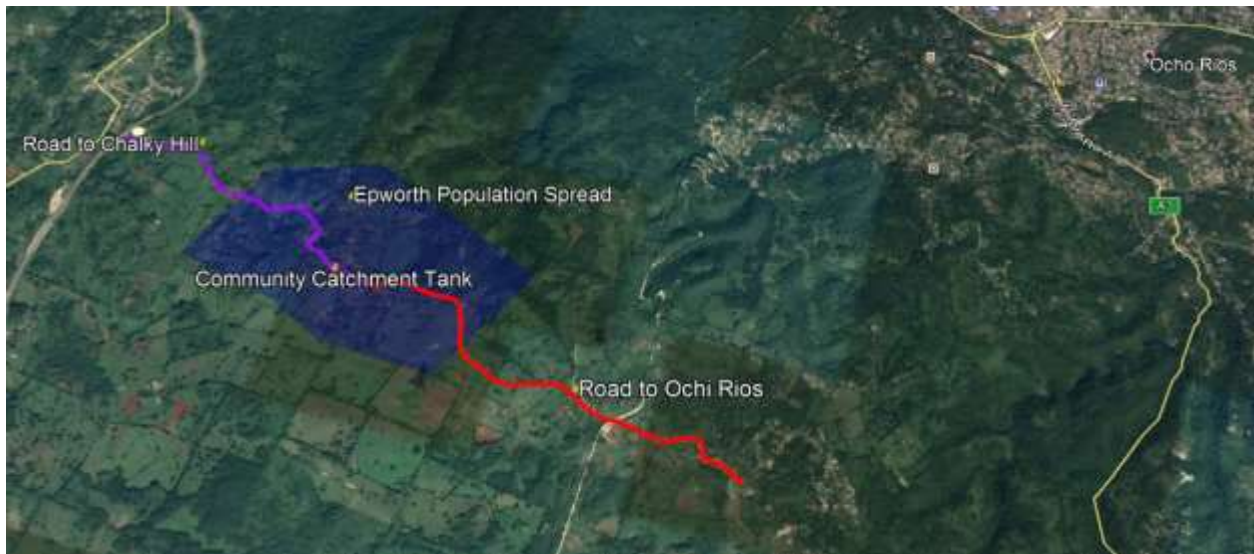 Ocho Rios
Road to Chalky Hill
Epworth Population Spread
Community Catchment Tank
Road to Ochi Rios